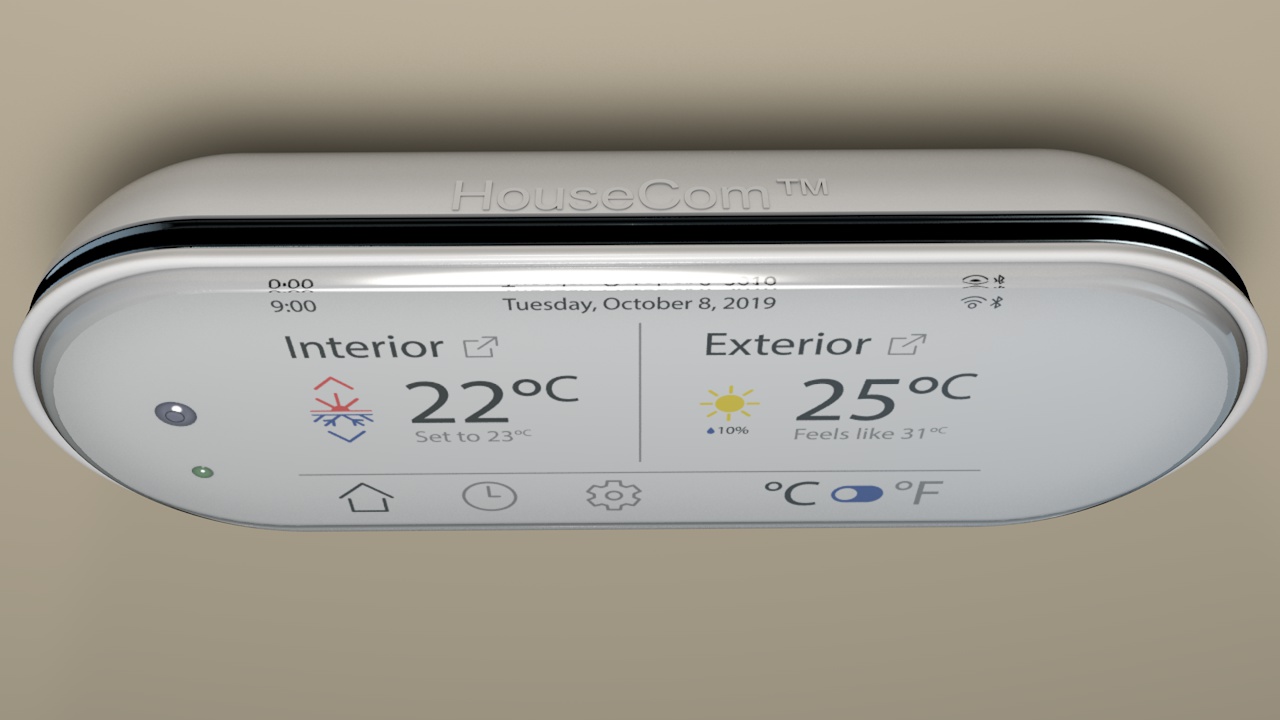 HouseCom™
9:00 Tuesday, October 8, 2019
Interior Exterior
22°C 25°C
Set to 23°C 10% Feels like 31°C
°C °F